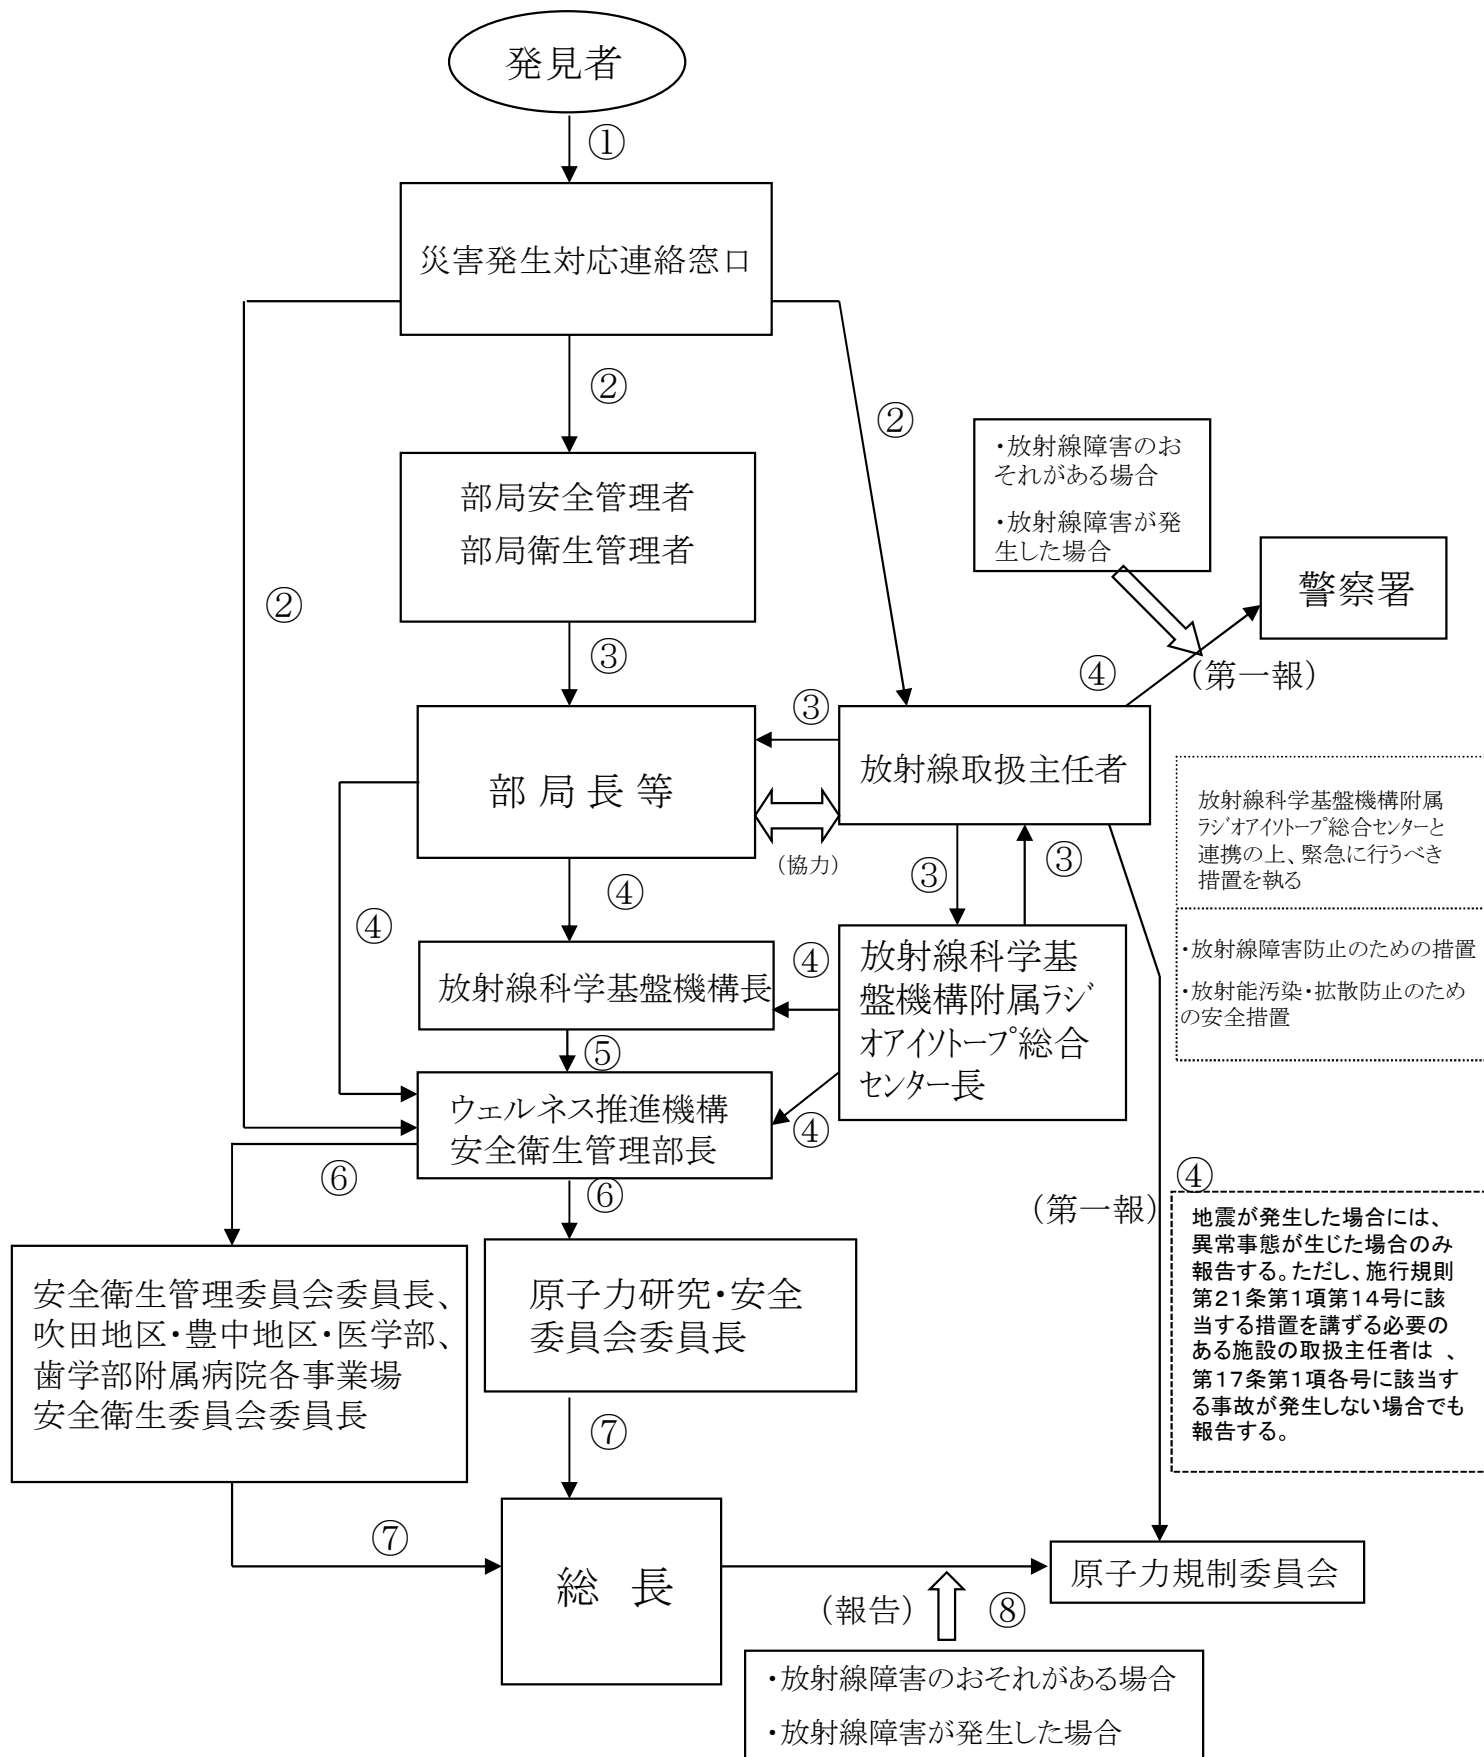 発見者
①
災害発生対応連絡窓口
②
②
②
部局安全管理者
部局衛生管理者
・放射線障害のお
それがある場合
・放射線障害が発
生した場合
警察署
③
④
(第一報)
部局長等
③
放射線取扱主任者
(協力)
③
③
放射線科学基盤機構附属
ラジオアイソトープ総合センターと
連携の上、緊急に行うべき
措置を執る
・放射線障害防止のための措置
・放射能汚染・拡散防止のため
の安全措置
④
④
放射線科学基盤機構長
④
放射線科学基
盤機構附属ラジ
オアイソトープ総合
センター長
⑤
④
ウェルネス推進機構
安全衛生管理部長
⑥
⑥
(第一報)
④
地震が発生した場合には、
異常事態が生じた場合のみ
報告する。ただし、施行規則
第21条第1項第14号に該
当する措置を講ずる必要の
ある施設の取扱主任者は 、
第17条第1項各号に該当す
る事故が発生しない場合でも
報告する。
安全衛生管理委員会委員長、
吹田地区・豊中地区・医学部、
歯学部附属病院各事業場
安全衛生委員会委員長
原子力研究・安全
委員会委員長
⑦
⑦
総 長
(報告)
⑧
原子力規制委員会
・放射線障害のおそれがある場合
・放射線障害が発生した場合